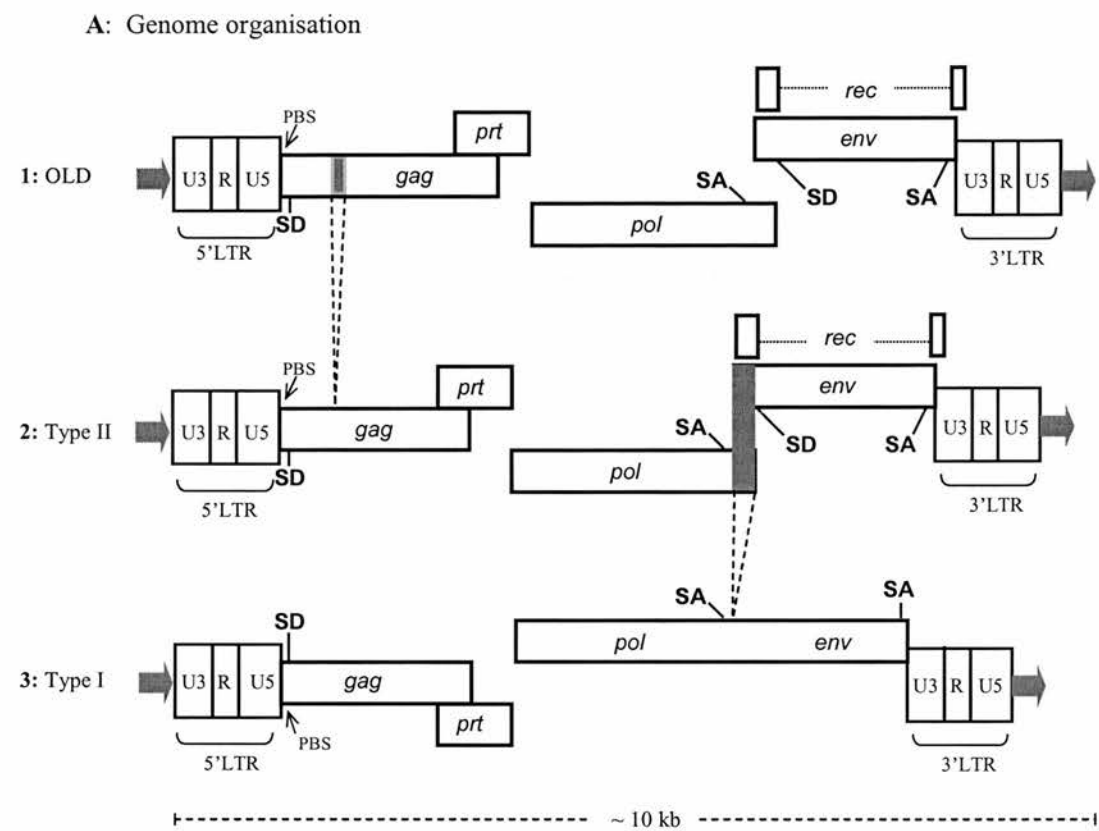 A: Genome organisation
rec
PBS
prt
env
1: OLD
U3 R U5
gag
SA
SD
SA
U3 R U5
SD
pol
5'LTR
3'LTR
rec
PBS
prt
env
2: Type II
U3 R U5
gag
SA
SD
SA
U3 R U5
SD
pol
5'LTR
3'LTR
SA
SA
SD
pol env
3: Type I
U3 R U5
gag
U3 R U5
prt
PBS
5'LTR
3'LTR
~ 10 kb